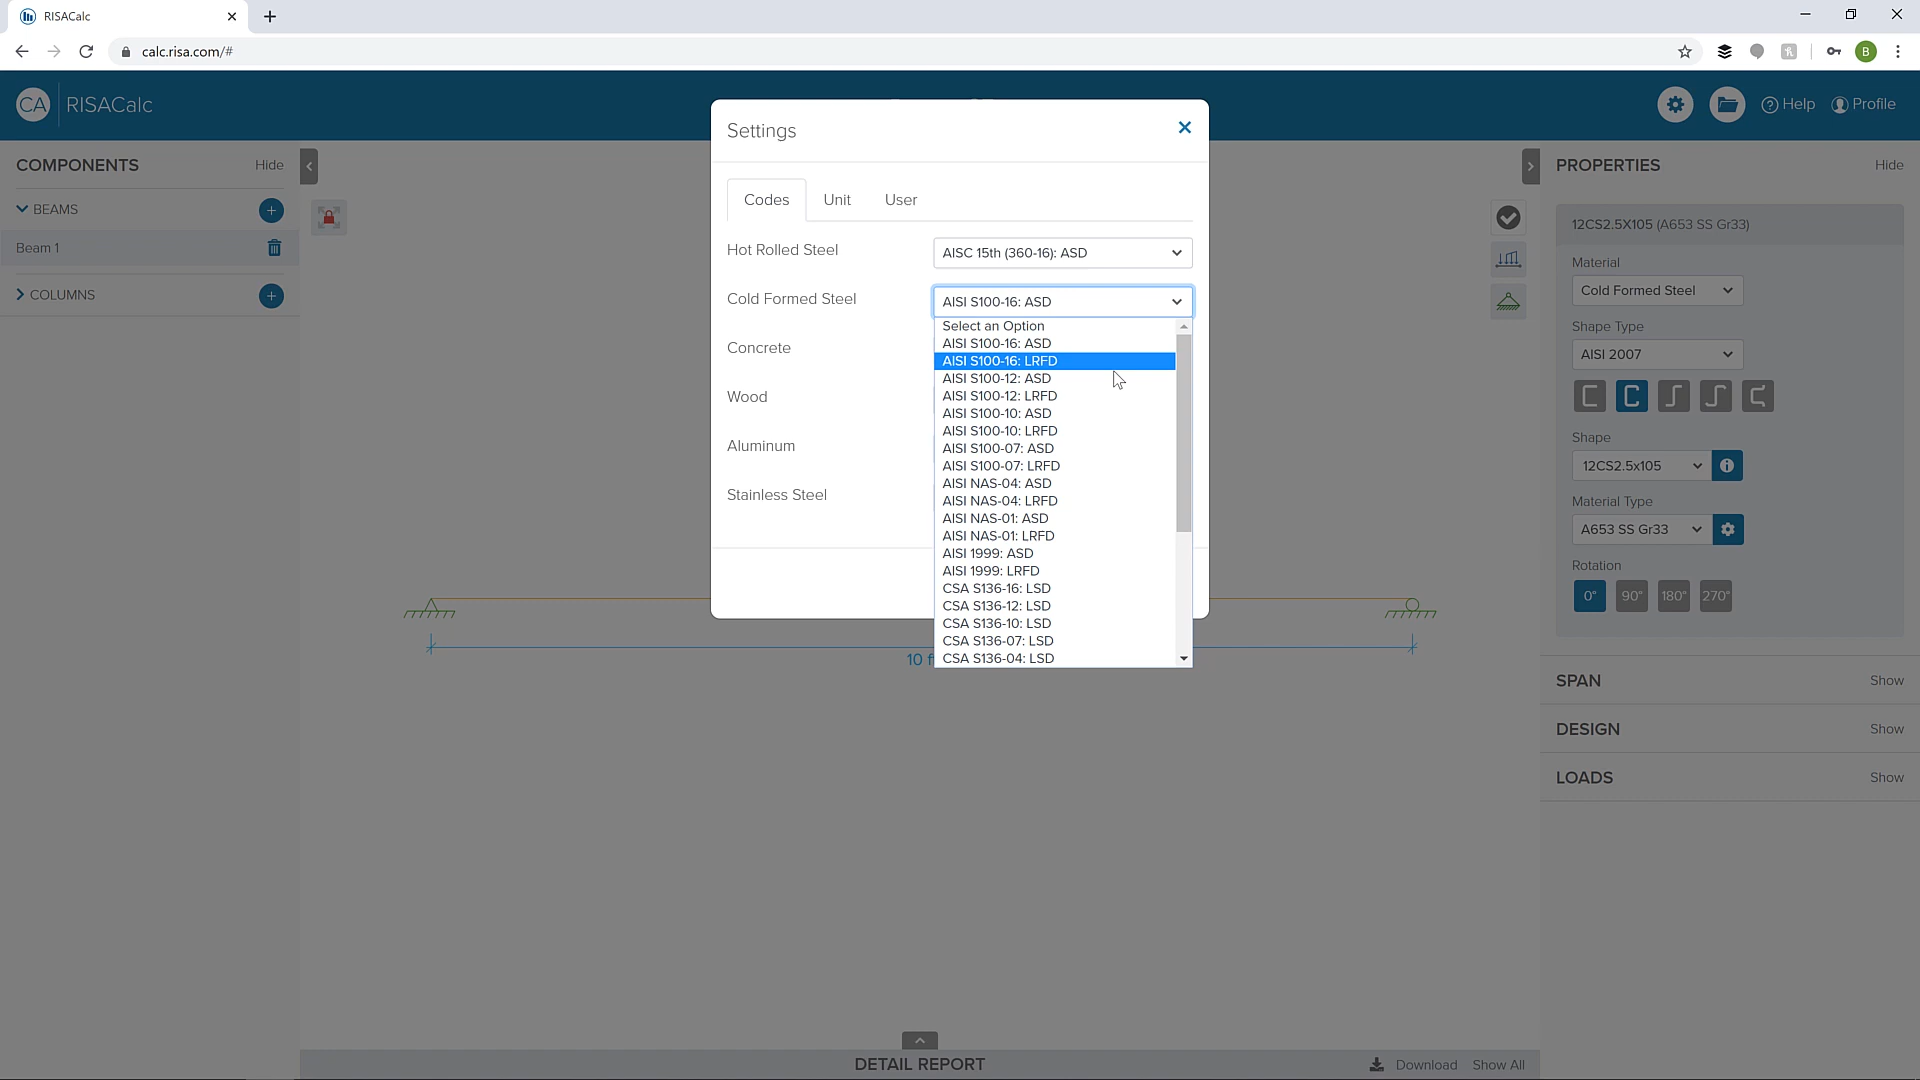 RISACalc
calc.risa.com/#
B
CA RISACalc
Help Profile
COMPONENTS Hide
BEAMS
Beam 1
COLUMNS
Settings
Codes Unit User
Hot Rolled Steel AISC 15th (360-16): ASD
Cold Formed Steel AISI S100-16: ASD
Concrete
Wood
Aluminum
Stainless Steel
Select an Option
AISI S100-16: ASD
AISI S100-16: LRFD
AISI S100-12: ASD
AISI S100-12: LRFD
AISI S100-10: ASD
AISI S100-10: LRFD
AISI S100-07: ASD
AISI S100-07: LRFD
AISI NAS-04: ASD
AISI NAS-04: LRFD
AISI NAS-01: ASD
AISI NAS-01: LRFD
AISI 1999: ASD
AISI 1999: LRFD
CSA S136-16: LSD
CSA S136-12: LSD
CSA S136-10: LSD
CSA S136-07: LSD
CSA S136-04: LSD
10 f
PROPERTIES Hide
12CS2.5X105 (A653 SS Gr33)
Material
Cold Formed Steel
Shape Type
AISI 2007
Shape
12CS2.5x105
Material Type
A653 SS Gr33
Rotation
0° 90° 180° 270°
SPAN Show
DESIGN Show
LOADS Show
DETAIL REPORT Download Show All